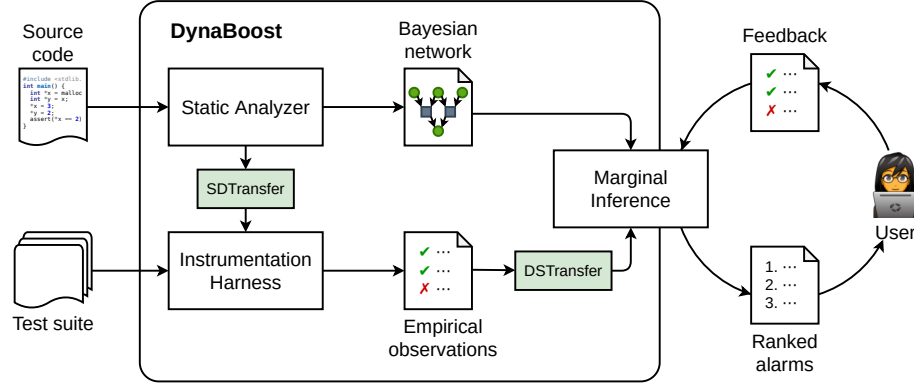 Source
code
#include <stdlib.
int main() {
int *x = malloc
int *y = x;
*x = 3;
*y = 2;
assert(*x == 2)
}
DynaBoost
Static Analyzer
Bayesian
network
SDTransfer
Test suite
Instrumentation
Harness
✔ ...
✔ ...
✗ ...
Empirical
observations
DSTransfer
Marginal
Inference
Feedback
✔ ...
✔ ...
✗ ...
User
1. ...
2. ...
3. ...
Ranked
alarms